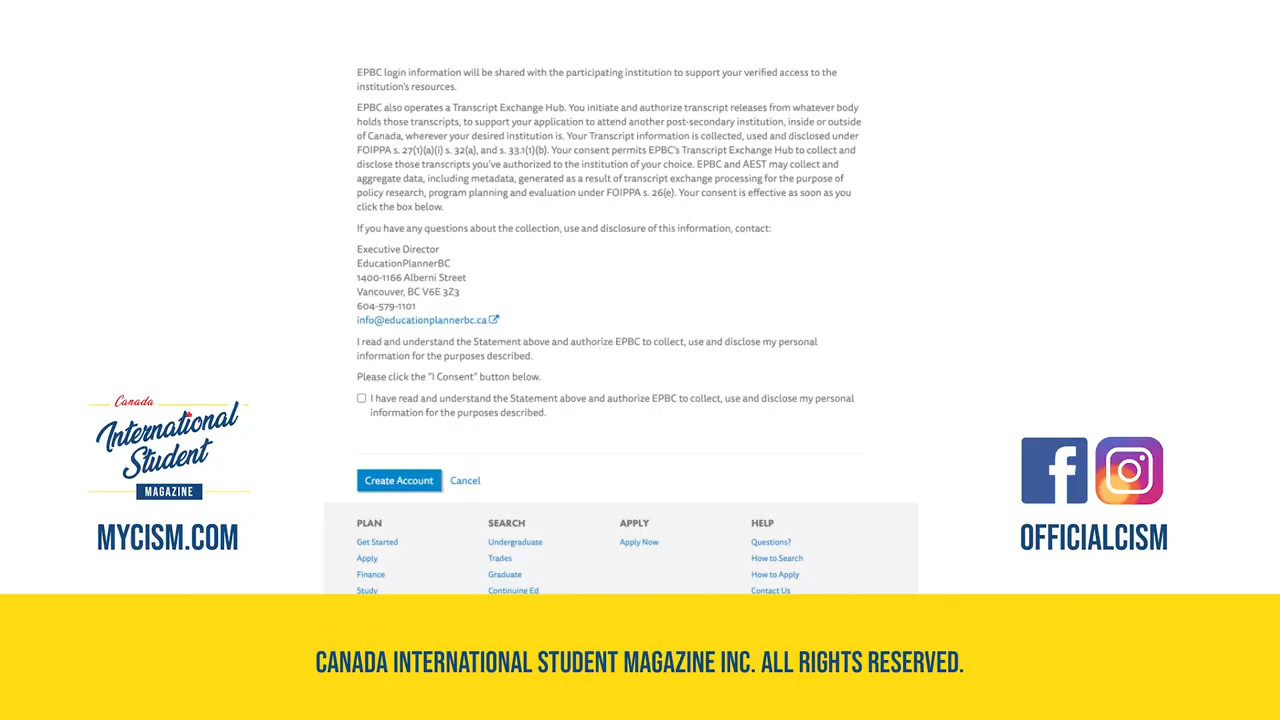 EPBC login information will be shared with the participating institution to support your verified access to the
institution's resources.
EPBC also operates a Transcript Exchange Hub. You initiate and authorize transcript releases from whatever body
holds those transcripts, to support your application to attend another post-secondary institution, inside or outside
of Canada, wherever your desired institution is. Your Transcript information is collected, used and disclosed under
FOIPPA s. 27(1)(a)(i) s. 32(a), and s. 33.1(1)(b). Your consent permits EPBC's Transcript Exchange Hub to collect and
disclose those transcripts you've authorized to the institution of your choice. EPBC and AEST may collect and
aggregate data, including metadata, generated as a result of transcript exchange processing for the purpose of
policy research, program planning and evaluation under FOIPPA s. 26(e). Your consent is effective as soon as you
click the box below.
If you have any questions about the collection, use and disclosure of this information, contact:
Executive Director
EducationPlannerBC
1400-1166 Alberni Street
Vancouver, BC V6E 3Z3
604-579-1101
info@educationplannerbc.ca
I read and understand the Statement above and authorize EPBC to collect, use and disclose my personal
information for the purposes described.
Please click the "I Consent" button below.
I have read and understand the Statement above and authorize EPBC to collect, use and disclose my personal
information for the purposes described.
Create Account Cancel
PLAN SEARCH APPLY HELP
Get Started Undergraduate Apply Now Questions?
Apply Trades How to Search
Finance Graduate How to Apply
Study Continuing Ed Contact Us
Canada
International
Student
MAGAZINE
MYCISM.COM
OFFICIALCISM
CANADA INTERNATIONAL STUDENT MAGAZINE INC. ALL RIGHTS RESERVED.